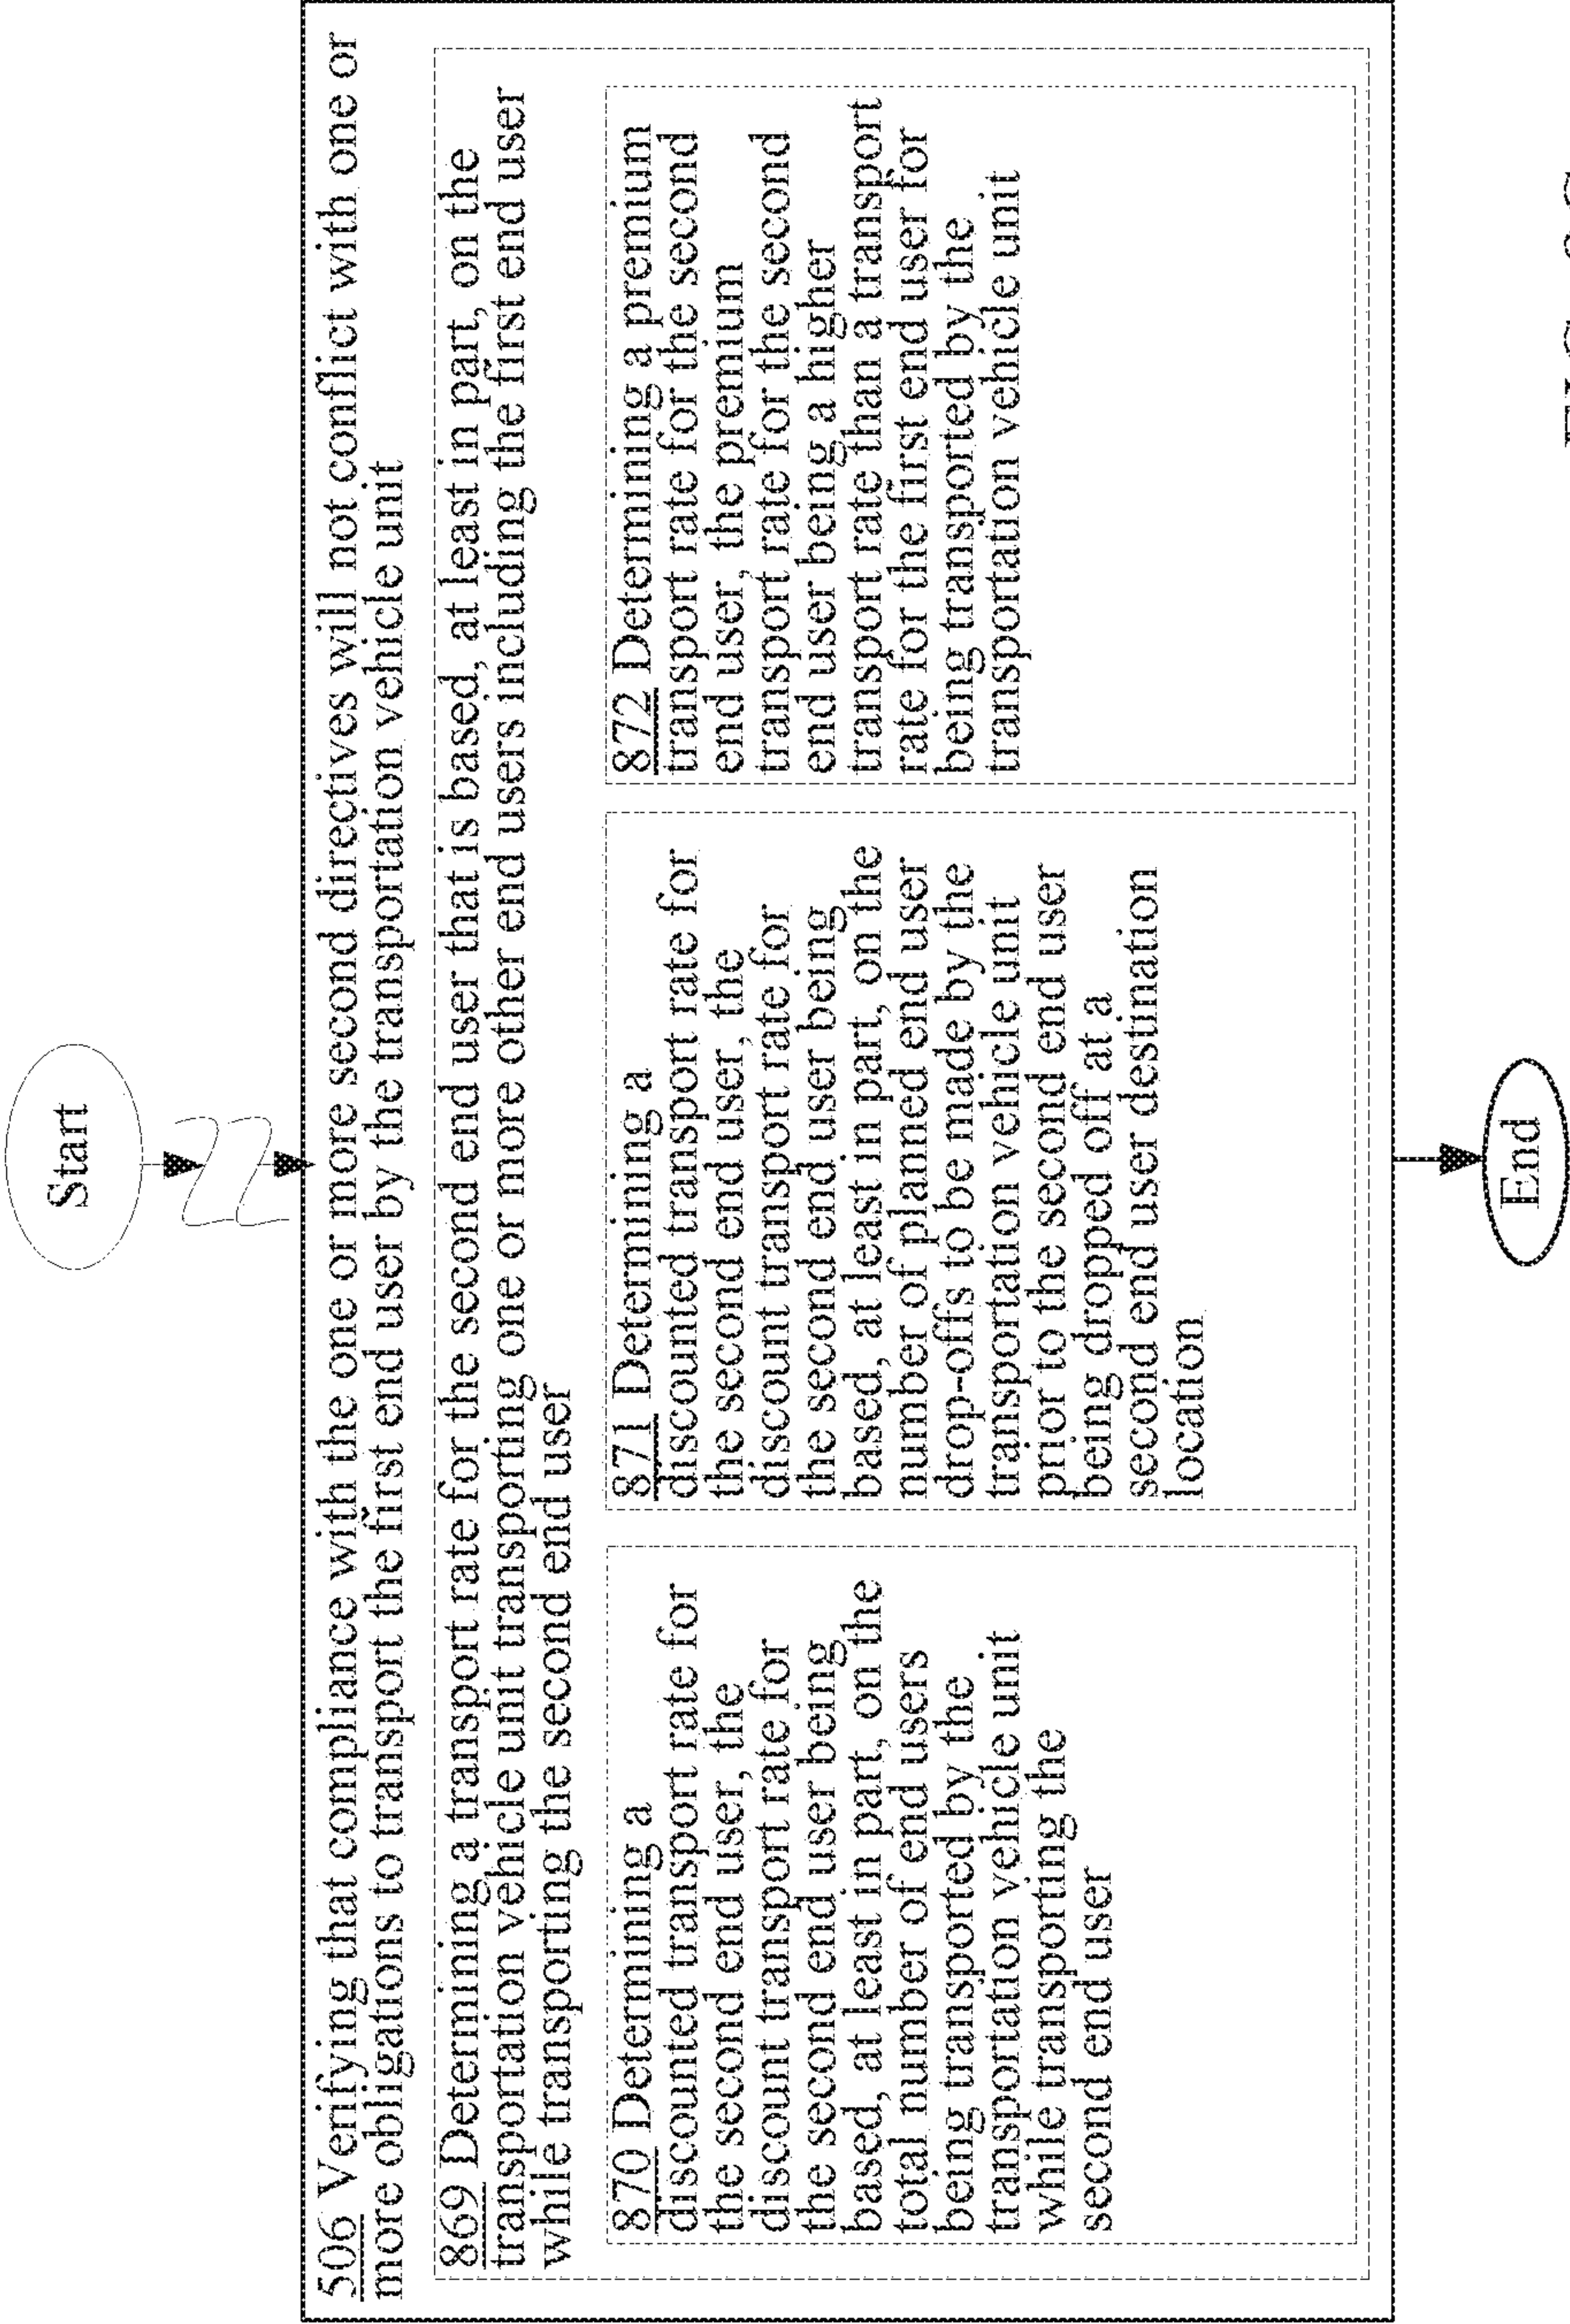 Start
506 Verifying that compliance with the one or more second directives will not conflict with one or
more obligations to transport the first end user by the transportation vehicle unit
869 Determining a transport rate for the second end user that is based, at least in part, on the
transportation vehicle unit transporting one or more other end users including the first end user
while transporting the second end user
870 Determining a
discounted transport rate for
the second end user, the
discount transport rate for
the second end user being
based, at least in part, on the
total number of end users
being transported by the
transportation vehicle unit
while transporting the
second end user
871 Determining a
discounted transport rate for
the second end user, the
discount transport rate for
the second end user being
based, at least in part, on the
number of planned end user
drop-offs to be made by the
transportation vehicle unit
prior to the second end user
being dropped off at a
second end user destination
location
872 Determining a premium
transport rate for the second
end user, the premium
transport rate for the second
end user being a higher
transport rate than a transport
rate for the first end user for
being transported by the
transportation vehicle unit
End